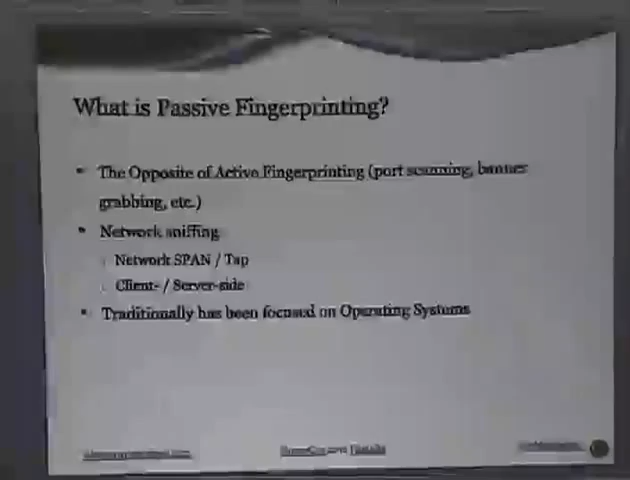 What is Passive Fingerprinting?
• The Opposite of Active Fingerprinting (port scanning, banner
grabbing, etc.)
• Network sniffing
Network SPAN / Tap
Client- / Server-side
• Traditionally has been focused on Operating Systems